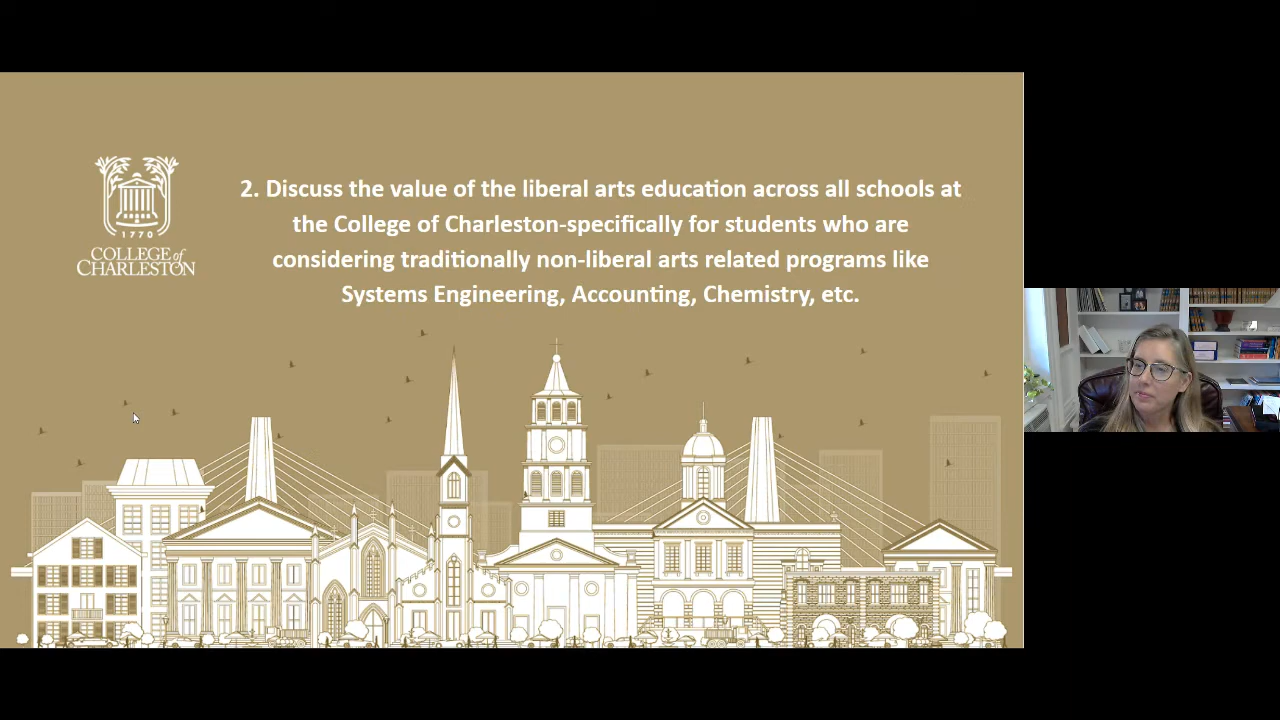 2. Discuss the value of the liberal arts education across all schools at
the College of Charleston-specifically for students who are
considering traditionally non-liberal arts related programs like
Systems Engineering, Accounting, Chemistry, etc.
1770
COLLEGE of
CHARLESTON